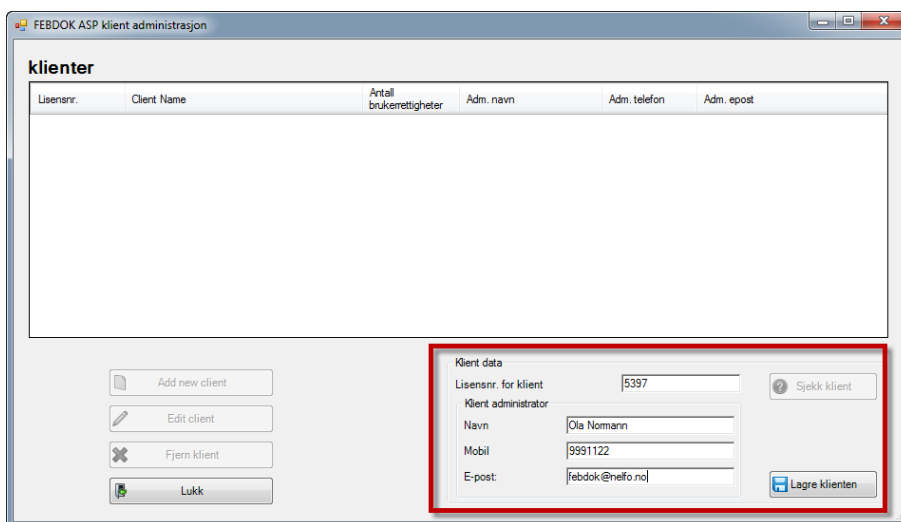 FEBDOK ASP klient administrasjon
klienter
Lisensnr. Client Name Antall brukerrettigheter Adm. navn Adm. telefon Adm. epost
Klient data
Add new client
Lisensnr. for klient 5397
Sjekk klient
Klient administrator
Edit client
Navn Ola Normann
Fjern klient
Mobil 9991122
E-post: febdok@nelfo.no
Lukk
Lagre klienten